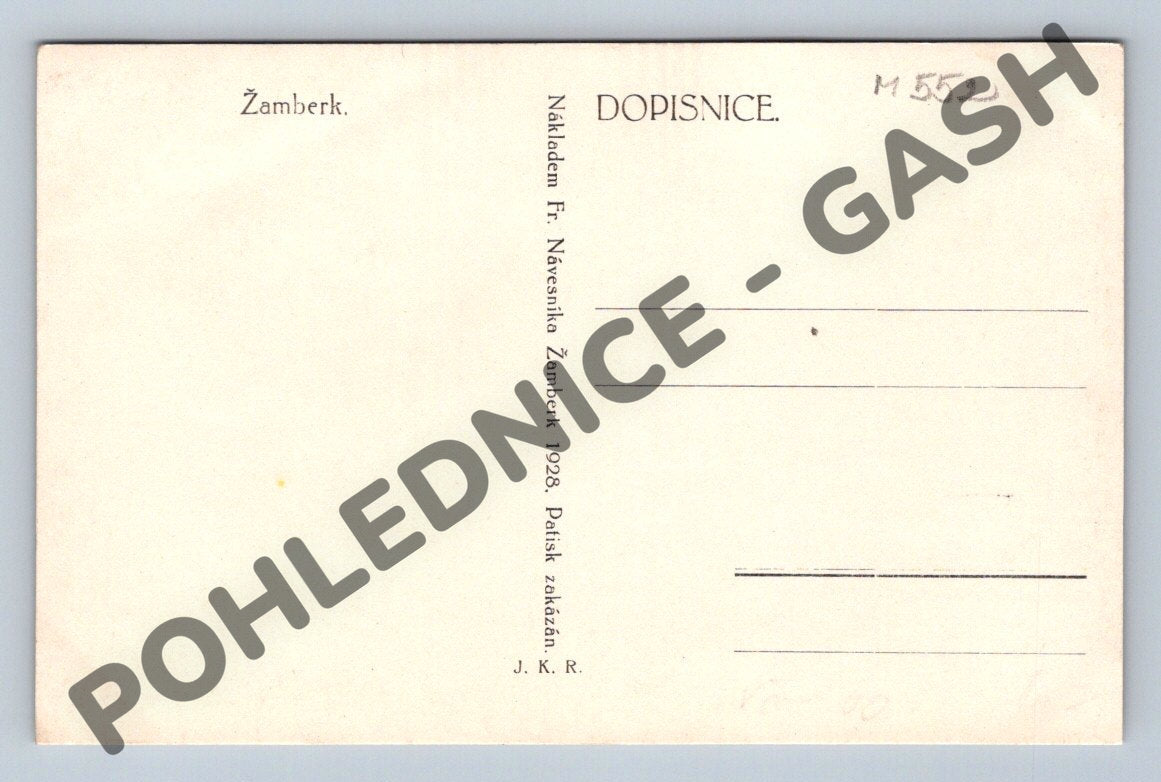 Žamberk.
DOPISNICE.
Nákladem Fr. Návesníka Žamberk 1928. Patisk zakázán.
J. K. R.
POHLEDNICE - GASH